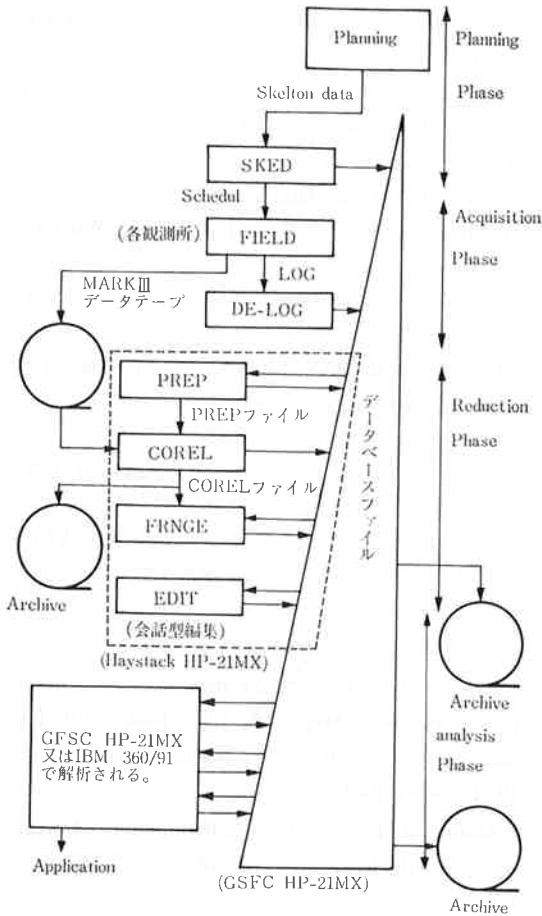 Planning
Planning
Phase
Skelton data
SKED
Schedul
Acquisition
Phase
(各観測所)
FIELD
LOG
MARKⅢ
データテープ
DE-LOG
PREP
PREPファイル
Reduction
Phase
COREL
CORELファイル
データベースファイル
FRNGE
Archive
EDIT
(会話型編集)
(Haystack HP-21MX)
Archive
analysis
Phase
GFSC HP-21MX
又はIBM 360/91
で解析される。
Application
(GSFC HP-21MX)
Archive